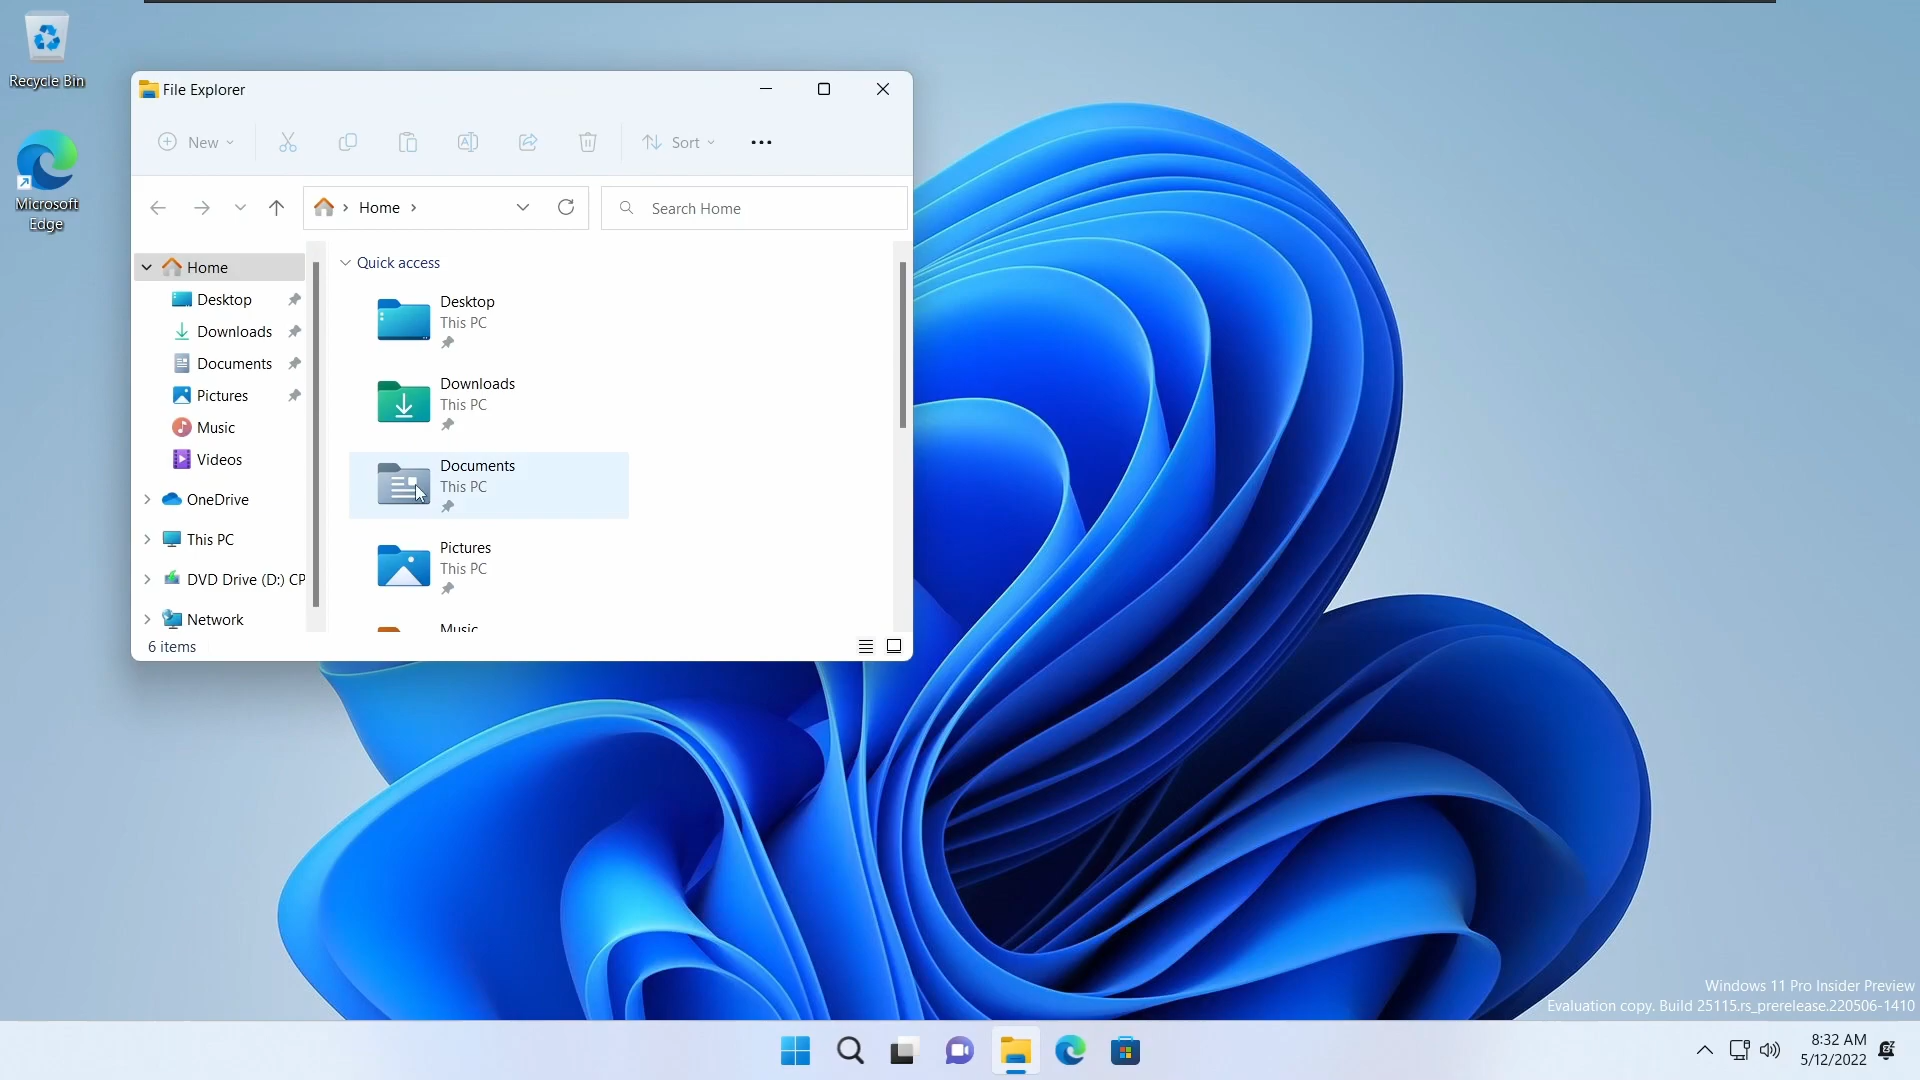 Recycle Bin
Microsoft
Edge
File Explorer
New
Sort
Home
Search Home
Home
Desktop
Downloads
Documents
Pictures
Music
Videos
OneDrive
This PC
DVD Drive (D:) CP
Network
Quick access
Desktop
This PC
Downloads
This PC
Documents
This PC
Pictures
This PC
Music
6 items
Windows 11 Pro Insider Preview
Evaluation copy. Build 25115.rs_prerelease.220506-1410
8:32 AM
5/12/2022